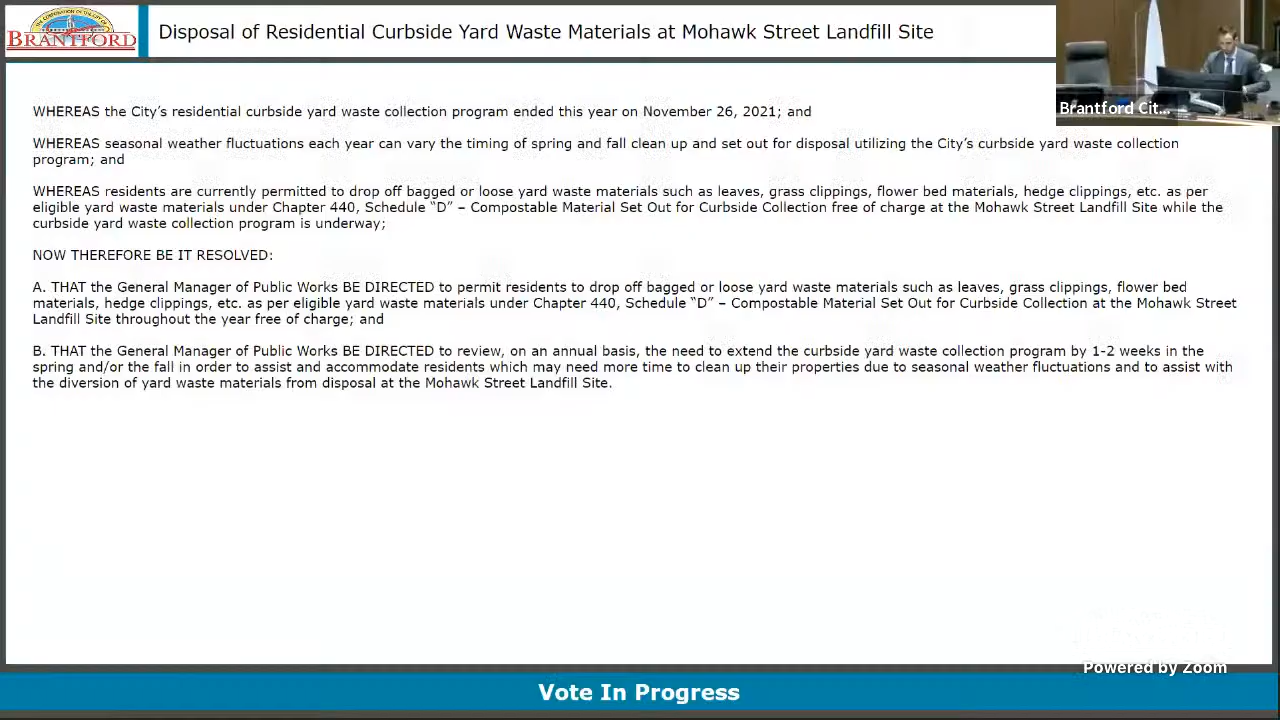 THE CORPORATION OF THE CITY OF
BRANTFORD
Disposal of Residential Curbside Yard Waste Materials at Mohawk Street Landfill Site
Brantford Cit...
WHEREAS the City’s residential curbside yard waste collection program ended this year on November 26, 2021; and
WHEREAS seasonal weather fluctuations each year can vary the timing of spring and fall clean up and set out for disposal utilizing the City’s curbside yard waste collection
program; and
WHEREAS residents are currently permitted to drop off bagged or loose yard waste materials such as leaves, grass clippings, flower bed materials, hedge clippings, etc. as per
eligible yard waste materials under Chapter 440, Schedule “D” – Compostable Material Set Out for Curbside Collection free of charge at the Mohawk Street Landfill Site while the
curbside yard waste collection program is underway;
NOW THEREFORE BE IT RESOLVED:
A. THAT the General Manager of Public Works BE DIRECTED to permit residents to drop off bagged or loose yard waste materials such as leaves, grass clippings, flower bed
materials, hedge clippings, etc. as per eligible yard waste materials under Chapter 440, Schedule “D” – Compostable Material Set Out for Curbside Collection at the Mohawk Street
Landfill Site throughout the year free of charge; and
B. THAT the General Manager of Public Works BE DIRECTED to review, on an annual basis, the need to extend the curbside yard waste collection program by 1-2 weeks in the
spring and/or the fall in order to assist and accommodate residents which may need more time to clean up their properties due to seasonal weather fluctuations and to assist with
the diversion of yard waste materials from disposal at the Mohawk Street Landfill Site.
Powered by Zoom
Vote In Progress